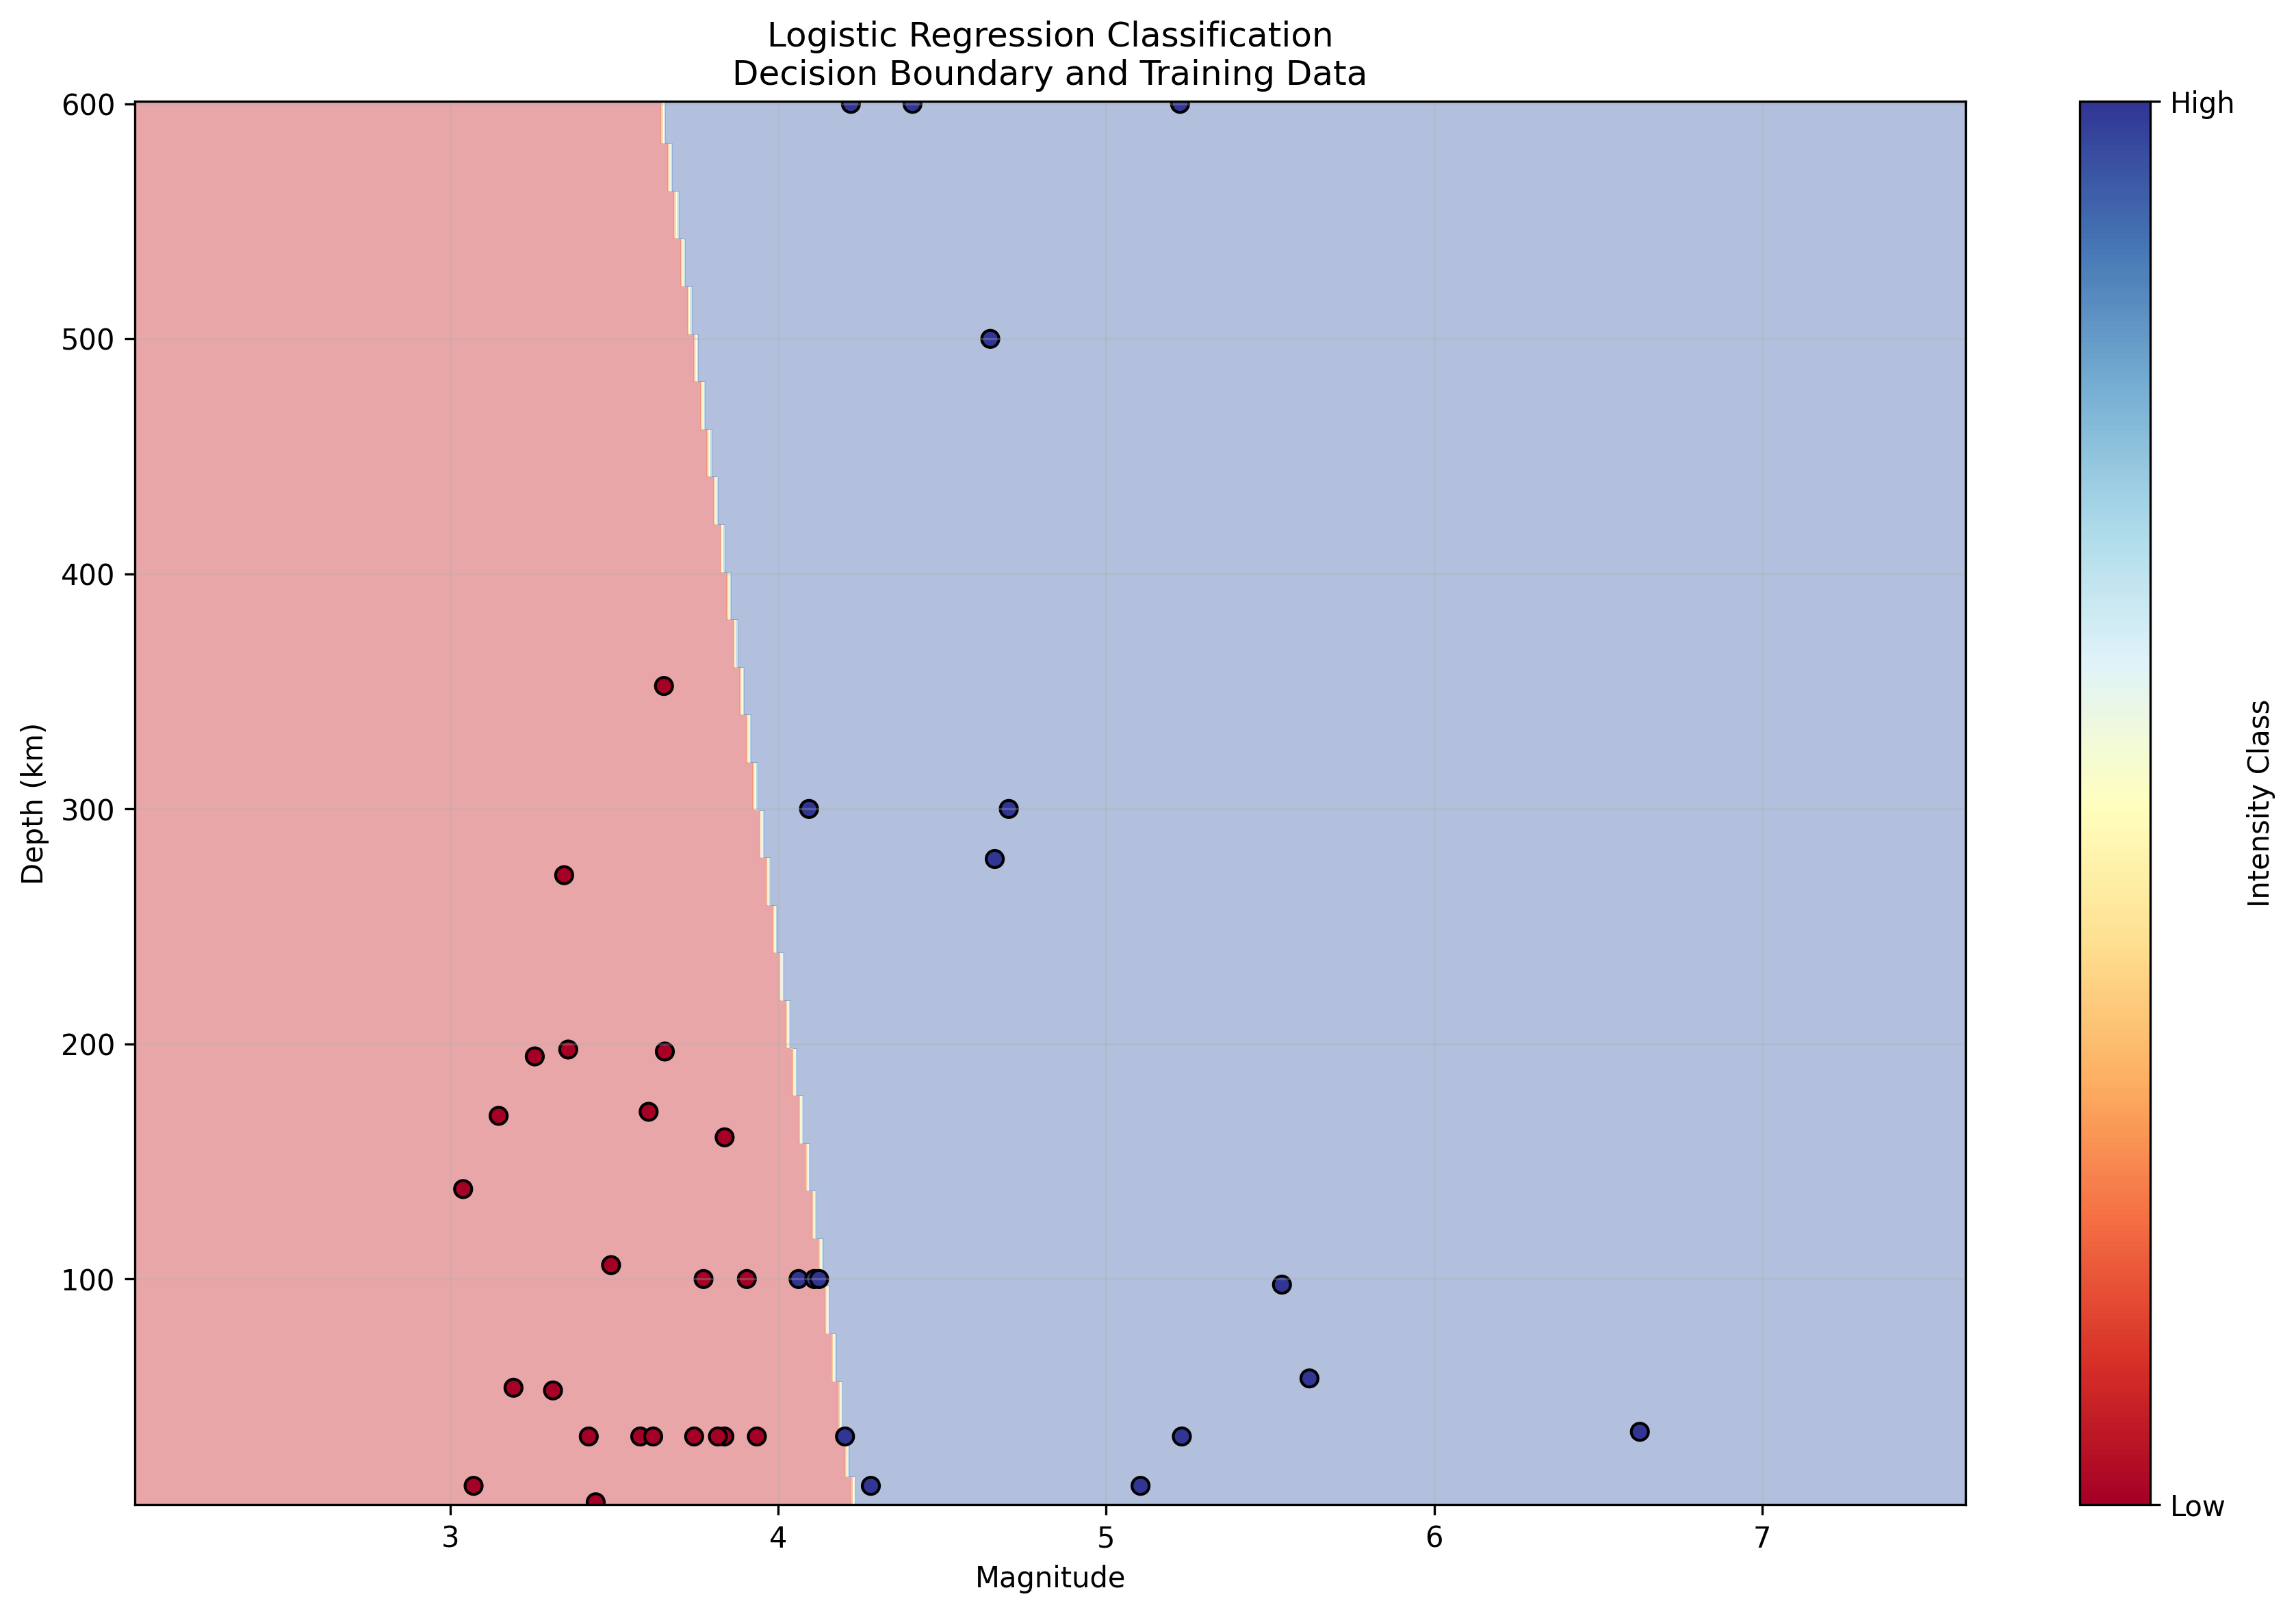 Logistic Regression Classification
Decision Boundary and Training Data
600
500
400
300
200
100
Depth (km)
3
4
5
6
7
Magnitude
High
Low
Intensity Class